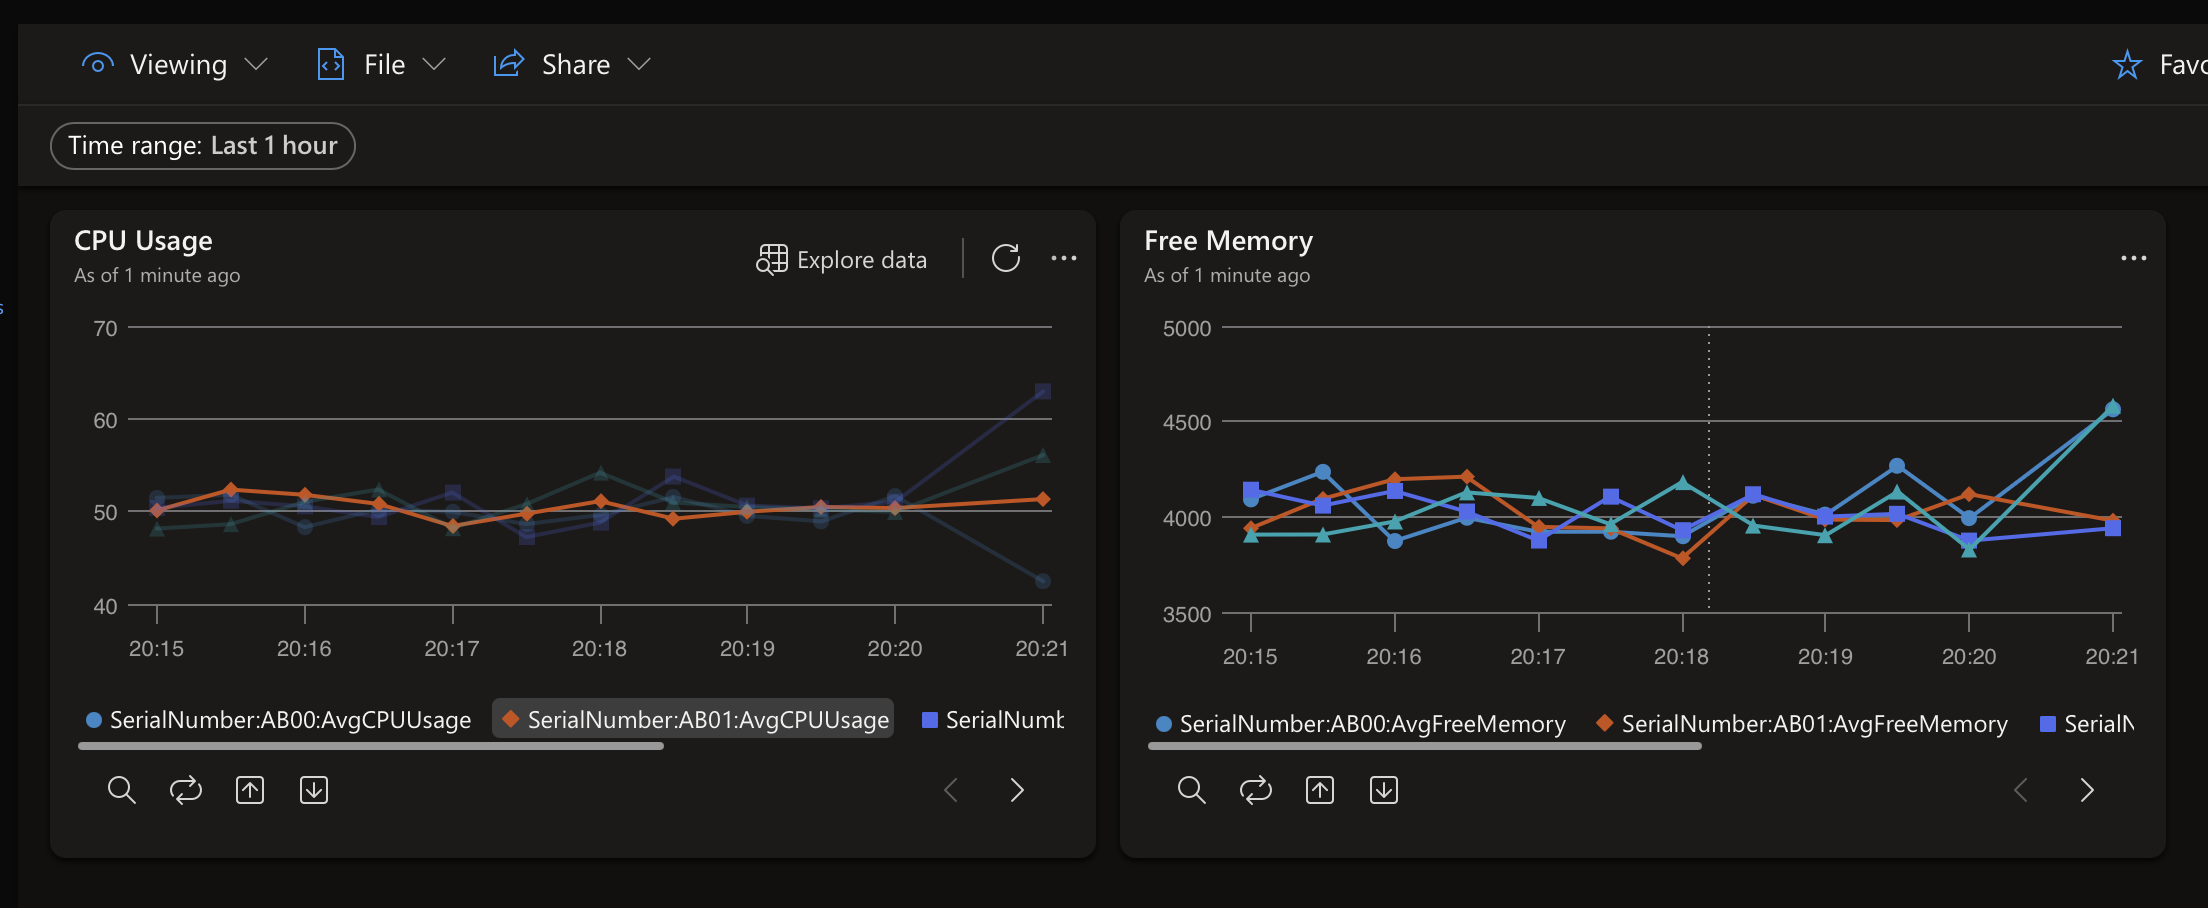 Viewing
File
Share
Favo
Time range: Last 1 hour
s
CPU Usage
As of 1 minute ago
Explore data
70
60
50
40
20:15 20:16 20:17 20:18 20:19 20:20 20:21
SerialNumber:AB00:AvgCPUUsage SerialNumber:AB01:AvgCPUUsage SerialNumb
Free Memory
As of 1 minute ago
5000
4500
4000
3500
20:15 20:16 20:17 20:18 20:19 20:20 20:21
SerialNumber:AB00:AvgFreeMemory SerialNumber:AB01:AvgFreeMemory SerialN